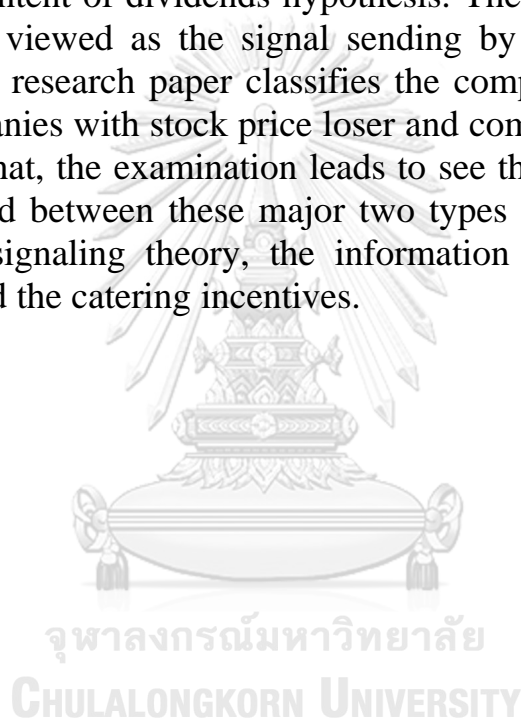 ntent of dividends hypothesis. The
viewed as the signal sending by
research paper classifies the comp
anies with stock price loser and com
hat, the examination leads to see th
d between these major two types
signaling theory, the information
d the catering incentives.
จุฬาลงกรณ์มหาวิทยาลัย
CHULALONGKORN UNIVERSITY